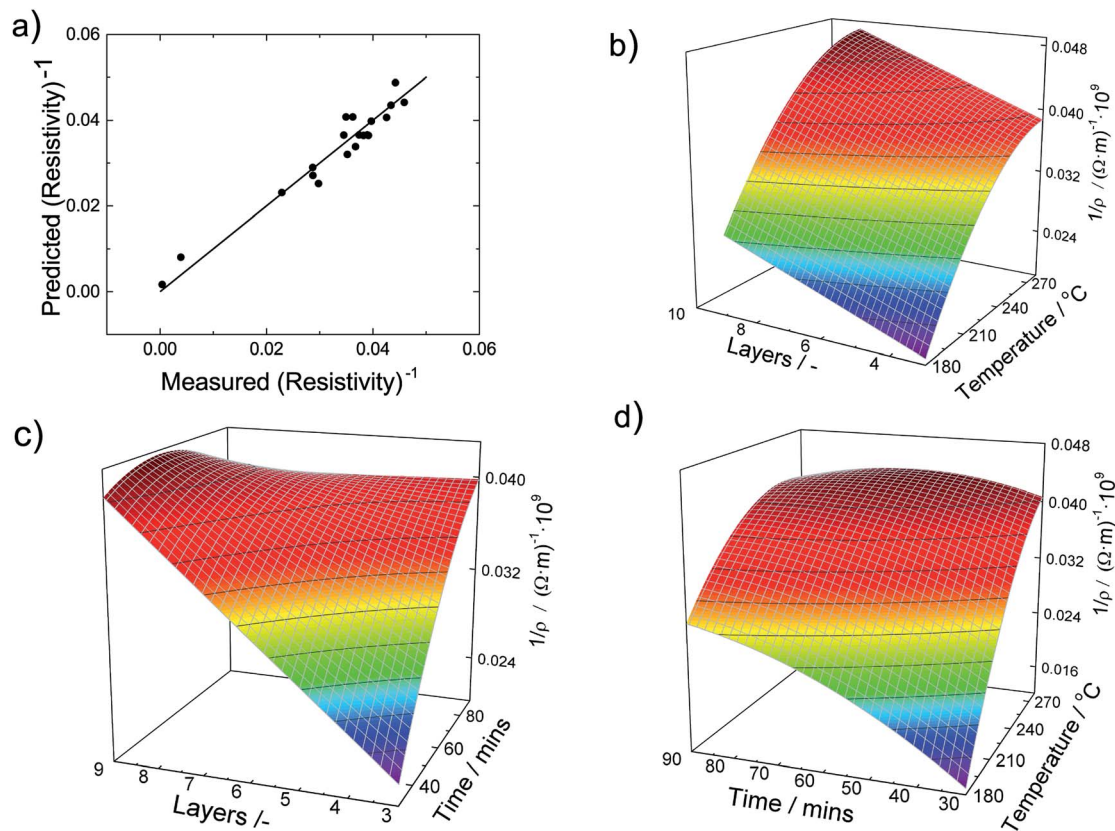 a)
0.06
0.04
0.02
0.00
Predicted (Resistivity)-1
0.00 0.02 0.04 0.06
Measured (Resistivity)-1
b)
0.048
0.040
0.032
0.024
1/ρ / (Ω·m)-1·109
10 8 6 4
Layers / -
180 210 240 270
Temperature / °C
c)
0.040
0.032
0.024
1/ρ / (Ω·m)-1·109
9 8 7 6 5 4 3
Layers /-
40 60 80
Time / mins
d)
0.048
0.040
0.032
0.024
0.016
1/ρ / (Ω·m)-1·109
90 80 70 60 50 40 30
Time / mins
180 210 240 270
Temperature / °C